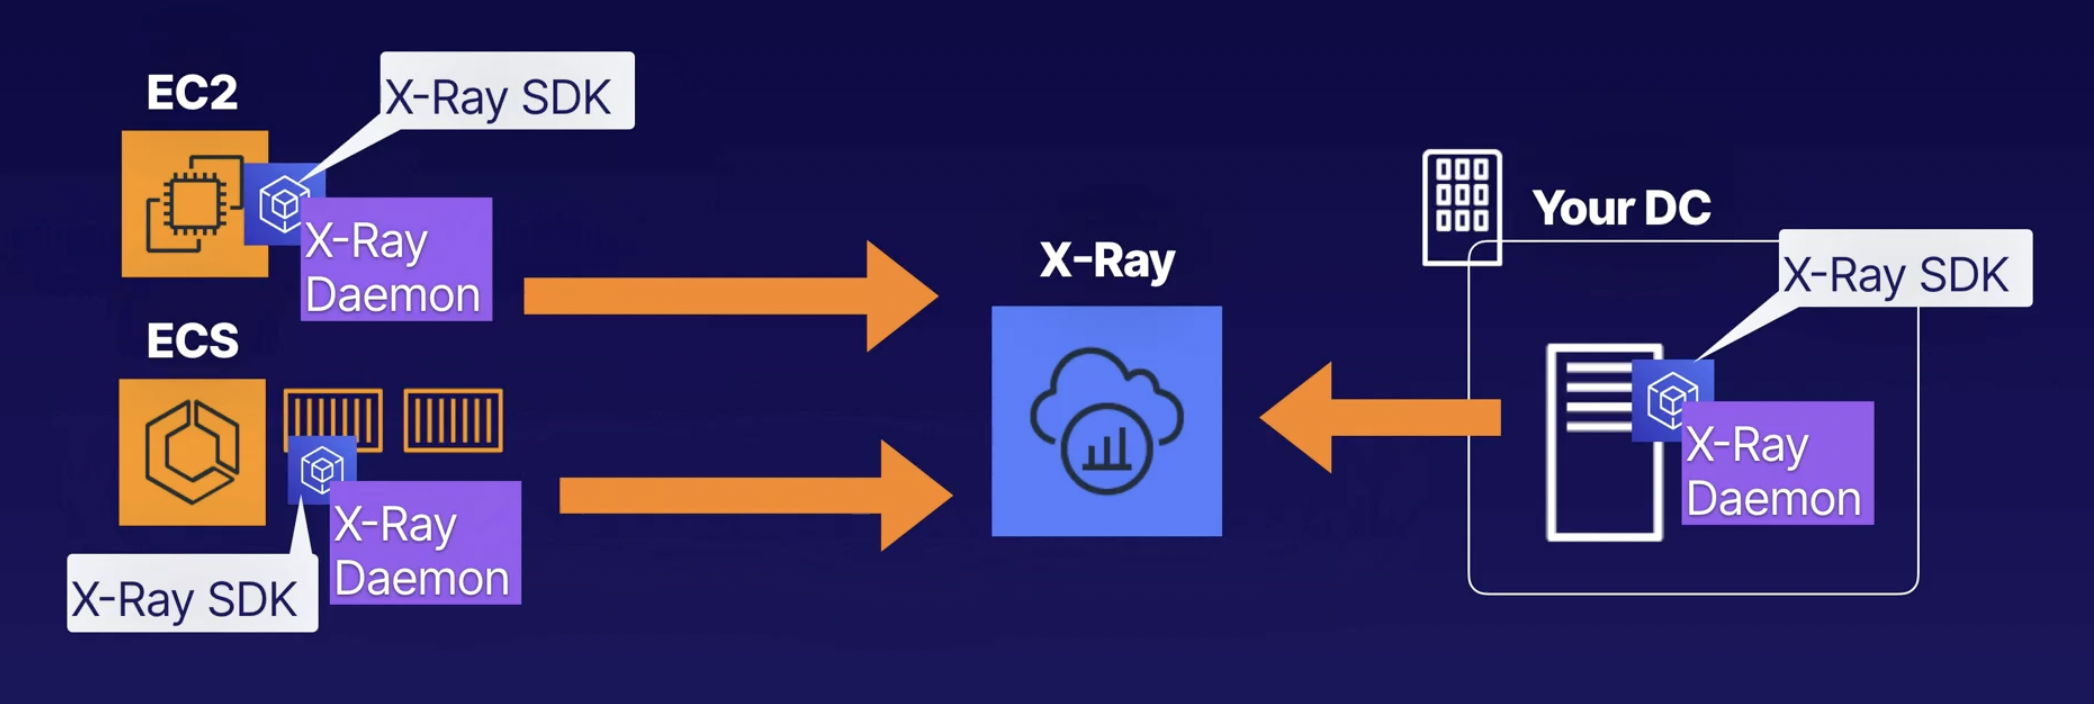 EC2
X-Ray SDK
X-Ray
Daemon
ECS
X-Ray SDK
X-Ray
Daemon
X-Ray
Your DC
X-Ray SDK
X-Ray
Daemon